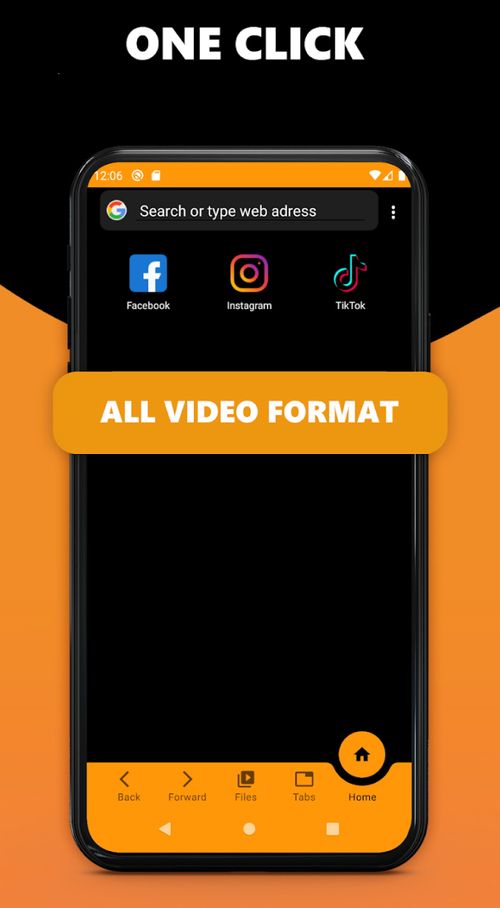 ONE CLICK
12:06
Search or type web adress
Facebook Instagram TikTok
ALL VIDEO FORMAT
Back Forward Files Tabs Home